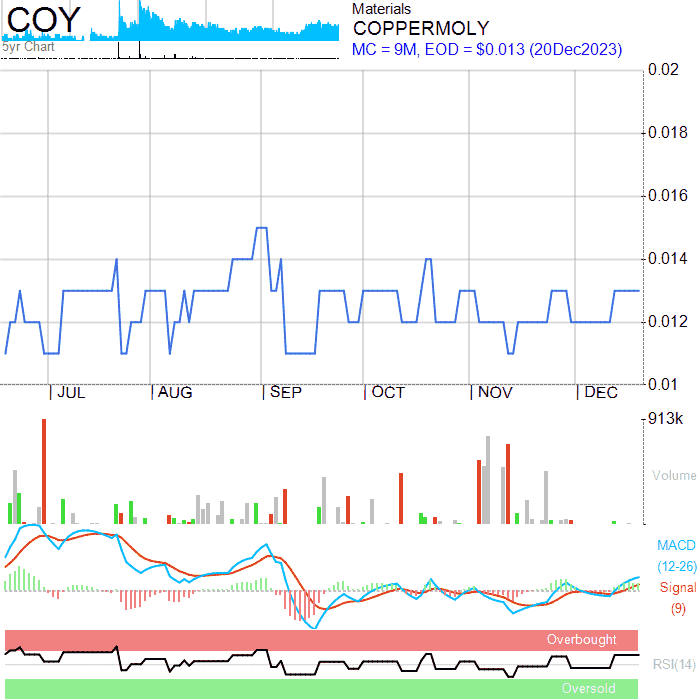 COY
5yr Chart
Materials
COPPERMOLY
MC = 9M, EOD = $0.013 (20Dec2023)
0.02
0.018
0.016
0.014
0.012
0.01
JUL AUG SEP OCT NOV DEC
913k
Volume
MACD
(12-26)
Signal
(9)
Overbought
RSI(14)
Oversold